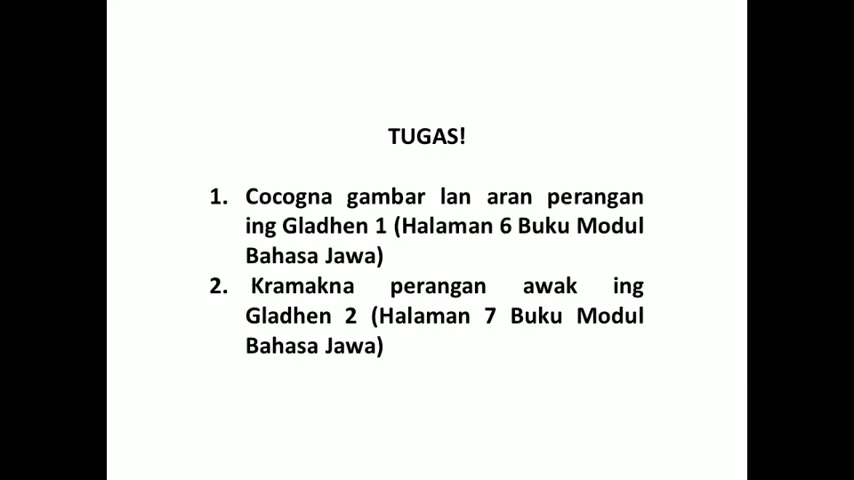 TUGAS!
1. Cocogna gambar lan aran perangan
ing Gladhen 1 (Halaman 6 Buku Modul
Bahasa Jawa)
2. Kramakna perangan awak ing
Gladhen 2 (Halaman 7 Buku Modul
Bahasa Jawa)